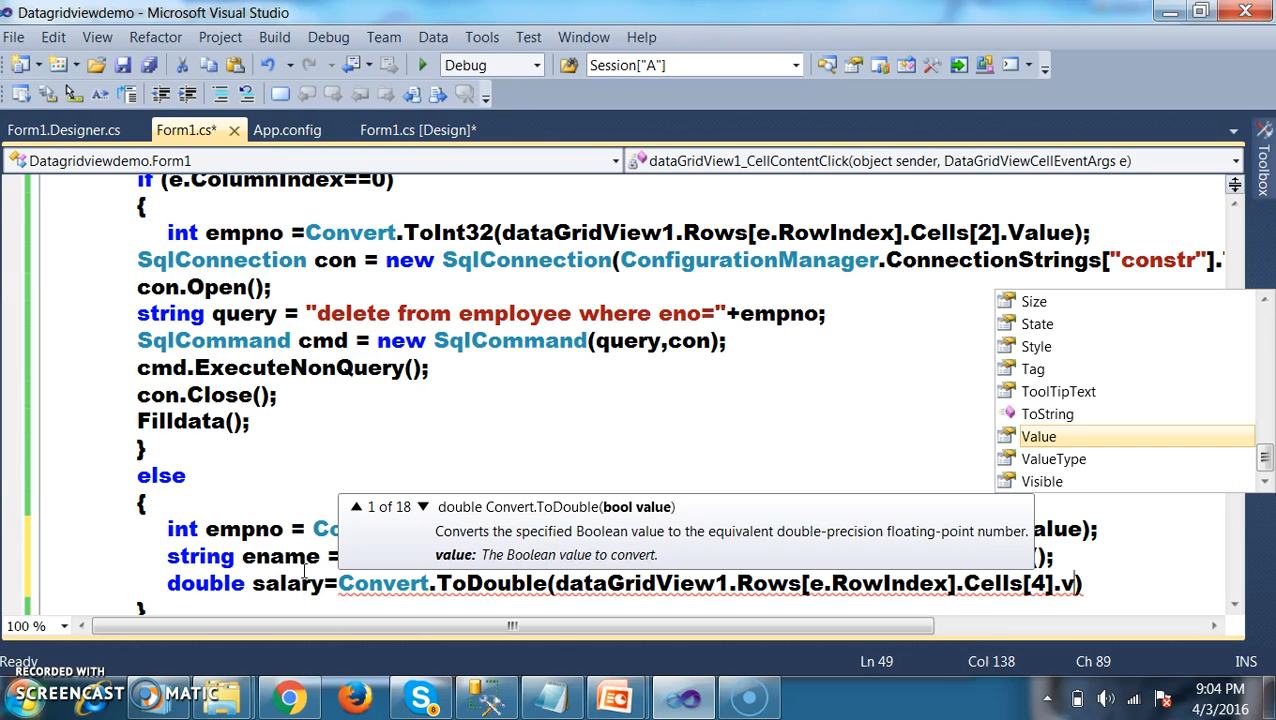 Datagridviewdemo - Microsoft Visual Studio
File Edit View Refactor Project Build Debug Team Data Tools Test Window Help
Debug Session["A"]
Form1.Designer.cs Form1.cs* App.config Form1.cs [Design]*
Datagridviewdemo.Form1 dataGridView1_CellContentClick(object sender, DataGridViewCellEventArgs e)
Toolbox
if (e.ColumnIndex==0)
{
int empno =Convert.ToInt32(dataGridView1.Rows[e.RowIndex].Cells[2].Value);
SqlConnection con = new SqlConnection(ConfigurationManager.ConnectionStrings["constr"].
con.Open();
string query = "delete from employee where eno="+empno;
SqlCommand cmd = new SqlCommand(query,con);
cmd.ExecuteNonQuery();
con.Close();
Filldata();
}
else
{
int empno = Co alue);
string ename = ();
double salary=Convert.ToDouble(dataGridView1.Rows[e.RowIndex].Cells[4].v)
}
Size
State
Style
Tag
ToolTipText
ToString
Value
ValueType
Visible
1 of 18 double Convert.ToDouble(bool value)
Converts the specified Boolean value to the equivalent double-precision floating-point number.
value: The Boolean value to convert.
100 %
Ready Ln 49 Col 138 Ch 89 INS
RECORDED WITH
SCREENCAST MATIC
9:04 PM
4/3/2016